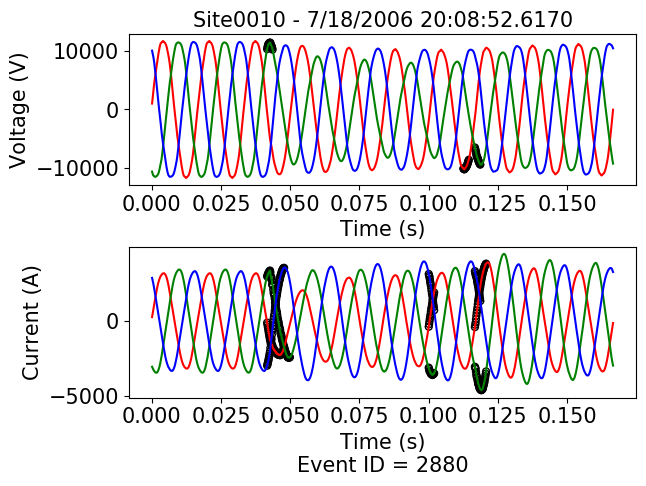 Site0010 - 7/18/2006 20:08:52.6170
10000
0
−10000
Voltage (V)
0.000 0.025 0.050 0.075 0.100 0.125 0.150
Time (s)
0
−5000
Current (A)
0.000 0.025 0.050 0.075 0.100 0.125 0.150
Time (s)
Event ID = 2880